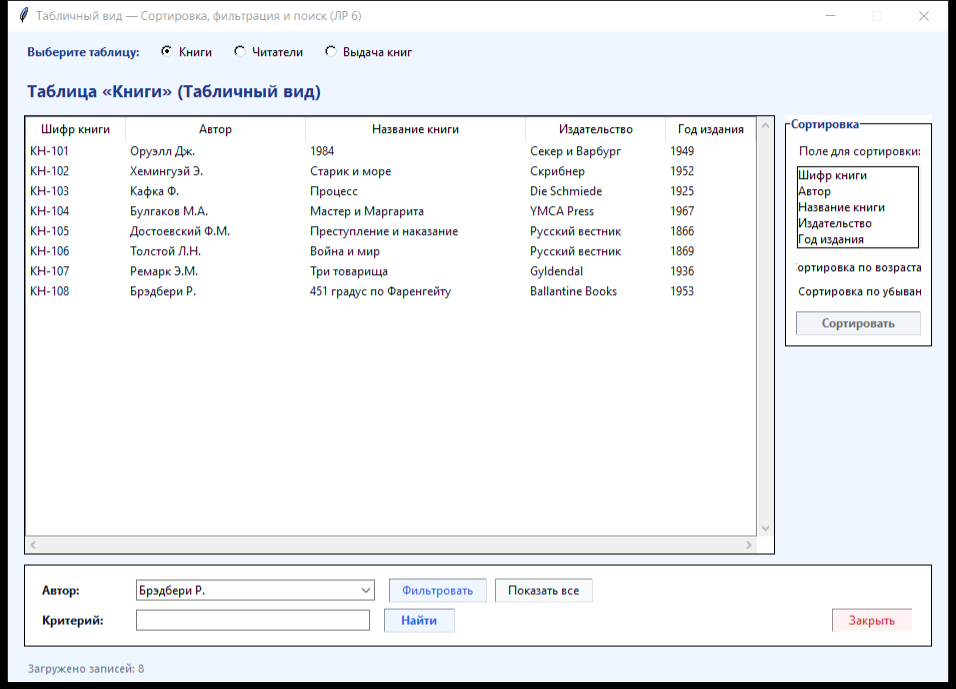 Табличный вид — Сортировка, фильтрация и поиск (ЛР 6)
Выберите таблицу: Книги Читатели Выдача книг
Таблица «Книги» (Табличный вид)
Шифр книги Автор Название книги Издательство Год издания
КН-101 Оруэлл Дж. 1984 Секер и Варбург 1949
КН-102 Хемингуэй Э. Старик и море Скрибнер 1952
КН-103 Кафка Ф. Процесс Die Schmiede 1925
КН-104 Булгаков М.А. Мастер и Маргарита YMCA Press 1967
КН-105 Достоевский Ф.М. Преступление и наказание Русский вестник 1866
КН-106 Толстой Л.Н. Война и мир Русский вестник 1869
КН-107 Ремарк Э.М. Три товарища Gyldendal 1936
КН-108 Брэдбери Р. 451 градус по Фаренгейту Ballantine Books 1953
Сортировка
Поле для сортировки:
Шифр книги
Автор
Название книги
Издательство
Год издания
ортировка по возраста
Сортировка по убыван
Сортировать
Автор: Брэдбери Р. Фильтровать Показать все
Критерий: Найти Закрыть
Загружено записей: 8